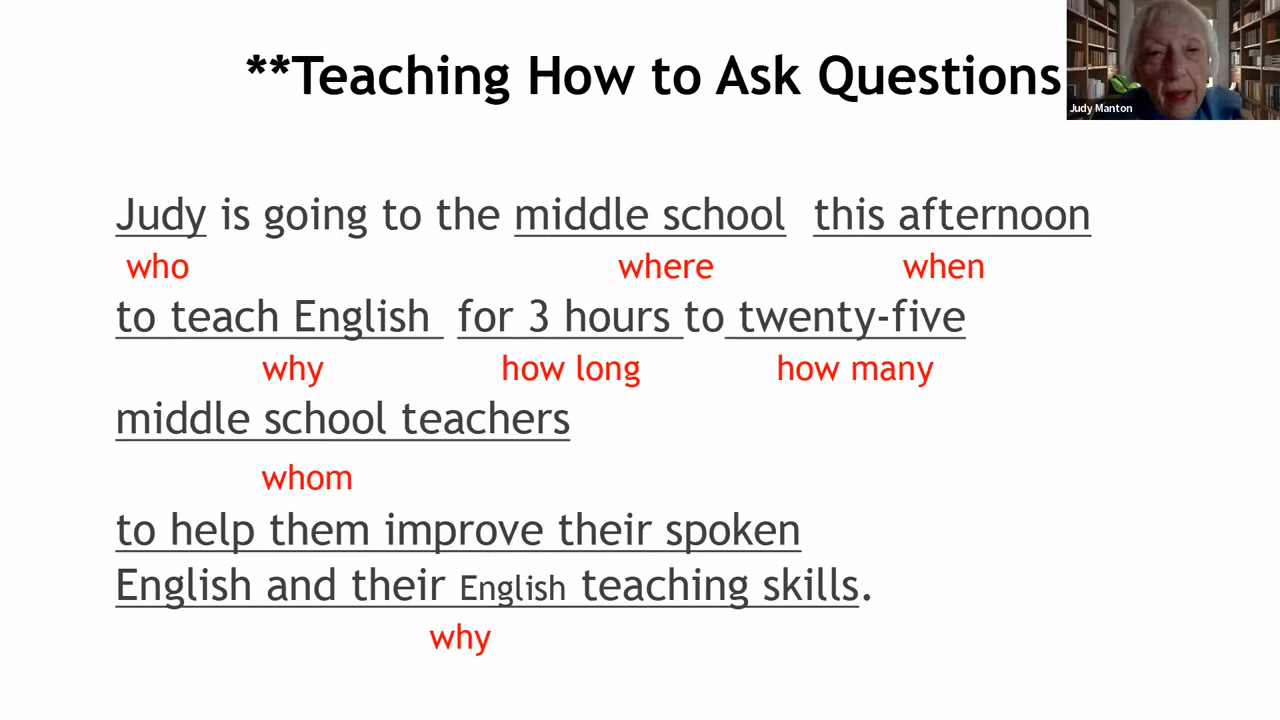 **Teaching How to Ask Questions
Judy Manton
Judy is going to the middle school this afternoon
who where when
to teach English for 3 hours to twenty-five
why how long how many
middle school teachers
whom
to help them improve their spoken
English and their English teaching skills.
why